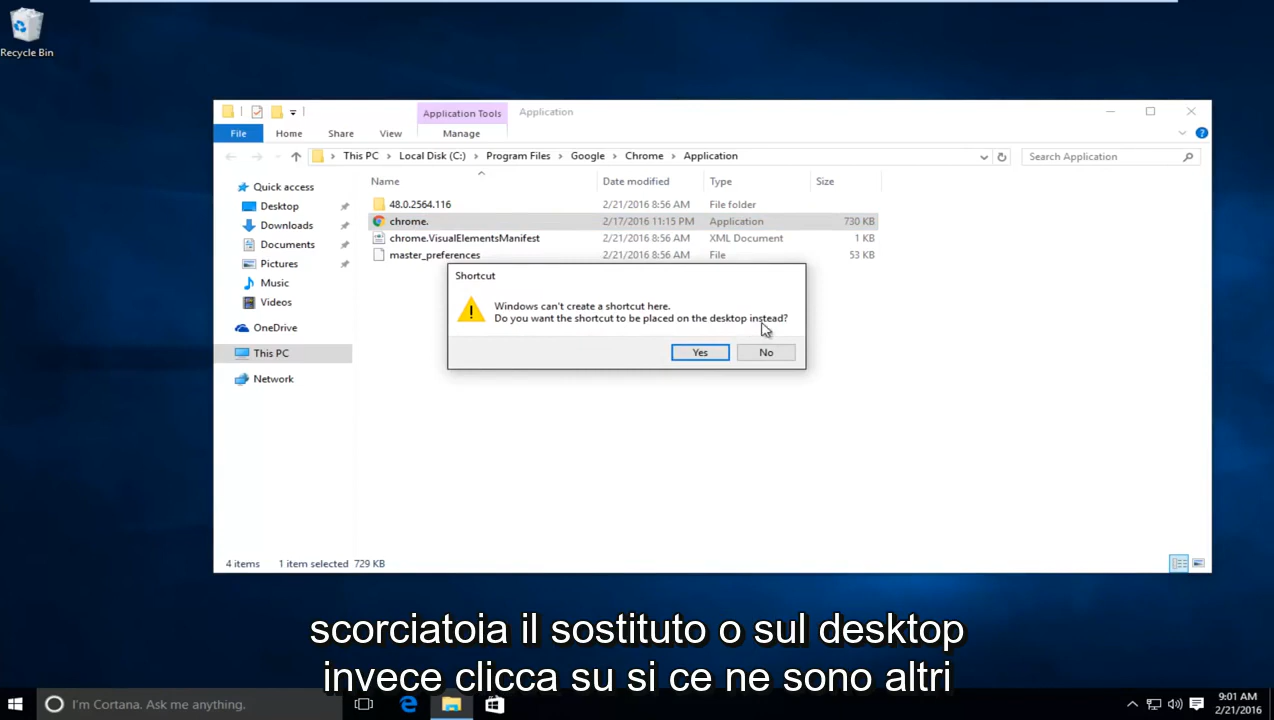 Recycle Bin
Application Tools
Application
File
Home
Share
View
Manage
This PC
Local Disk (C:)
Program Files
Google
Chrome
Application
Search Application
Name
Date modified
Type
Size
Quick access
Desktop
Downloads
Documents
Pictures
Music
Videos
OneDrive
This PC
Network
48.0.2564.116 2/21/2016 8:56 AM File folder
chrome. 2/17/2016 11:15 PM Application 730 KB
chrome.VisualElementsManifest 2/21/2016 8:56 AM XML Document 1 KB
master_preferences 2/21/2016 8:56 AM File 53 KB
Shortcut
Windows can't create a shortcut here.
Do you want the shortcut to be placed on the desktop instead?
Yes
No
4 items 1 item selected 729 KB
scorciatoia il sostituto o sul desktop
invece clicca su si ce ne sono altri
I'm Cortana. Ask me anything.
9:01 AM
2/21/2016